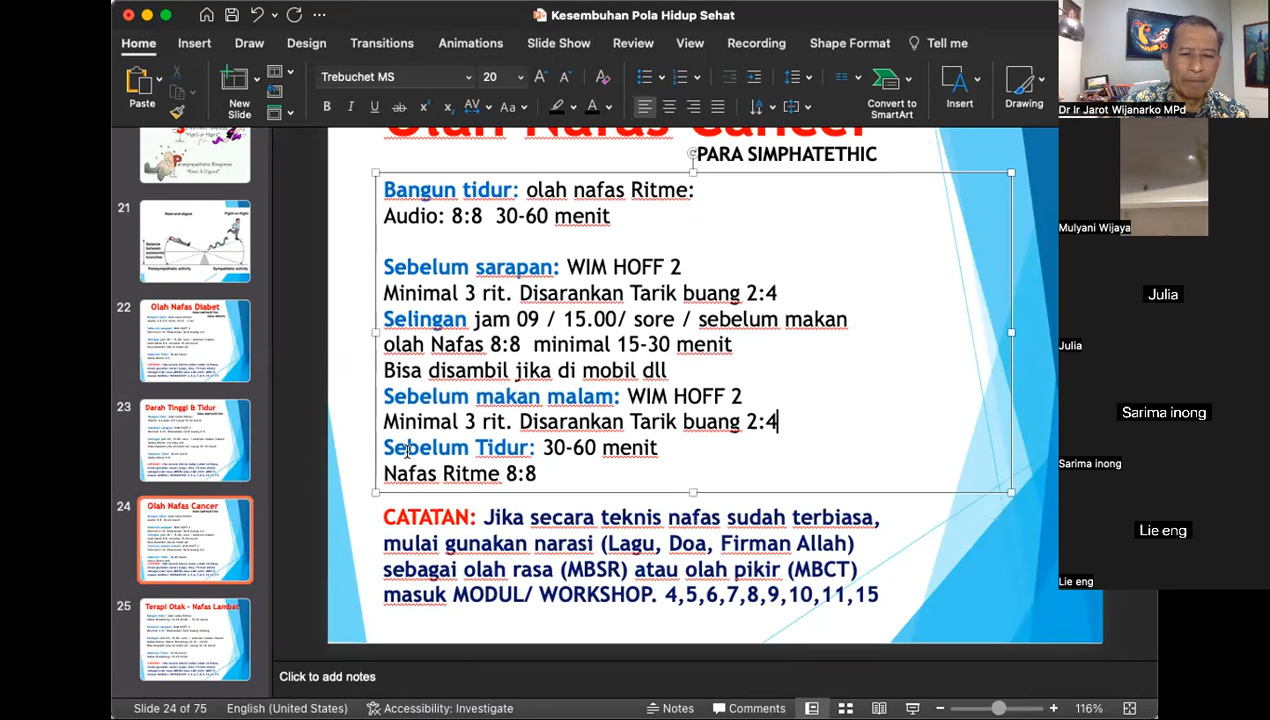 Kesembuhan Pola Hidup Sehat
Home Insert Draw Design Transitions Animations Slide Show Review View Recording Shape Format Tell me
Paste
New Slide
Trebuchet MS 20
Convert to SmartArt
Insert
Drawing
Dr Ir Jarot Wijanarko MPd
Mulyani Wijaya
Julia
Julia
Sarima inong
Sarima inong
Lie eng
Lie eng
Parasympathetic Response
"Rest & Digest"
21
22
Olah Nafas Diabet
23
Darah Tinggi & Tidur
24
Olah Nafas Cancer
25
Terapi Otak - Nafas Lambat
Olah Nafas Cancer
PARA SIMPHATETHIC
Bangun tidur: olah nafas Ritme:
Audio: 8:8 30-60 menit
Sebelum sarapan: WIM HOFF 2
Minimal 3 rit. Disarankan Tarik buang 2:4
Selingan jam 09 / 15.00/ sore / sebelum makan
olah Nafas 8:8 minimal 15-30 menit
Bisa disambil jika di mobil dll
Sebelum makan malam: WIM HOFF 2
Minimal 3 rit. Disarankan Tarik buang 2:4
Sebelum Tidur: 30-60 menit
Nafas Ritme 8:8
CATATAN: Jika secara teknis nafas sudah terbiasa,
mulai gunakan narasi (Lagu, Doa, Firman Allah)
sebagai olah rasa (MBSR) atau olah pikir (MBCT)
masuk MODUL/ WORKSHOP. 4,5,6,7,8,9,10,11,15
Click to add notes
Slide 24 of 75 English (United States) Accessibility: Investigate Notes Comments 116%